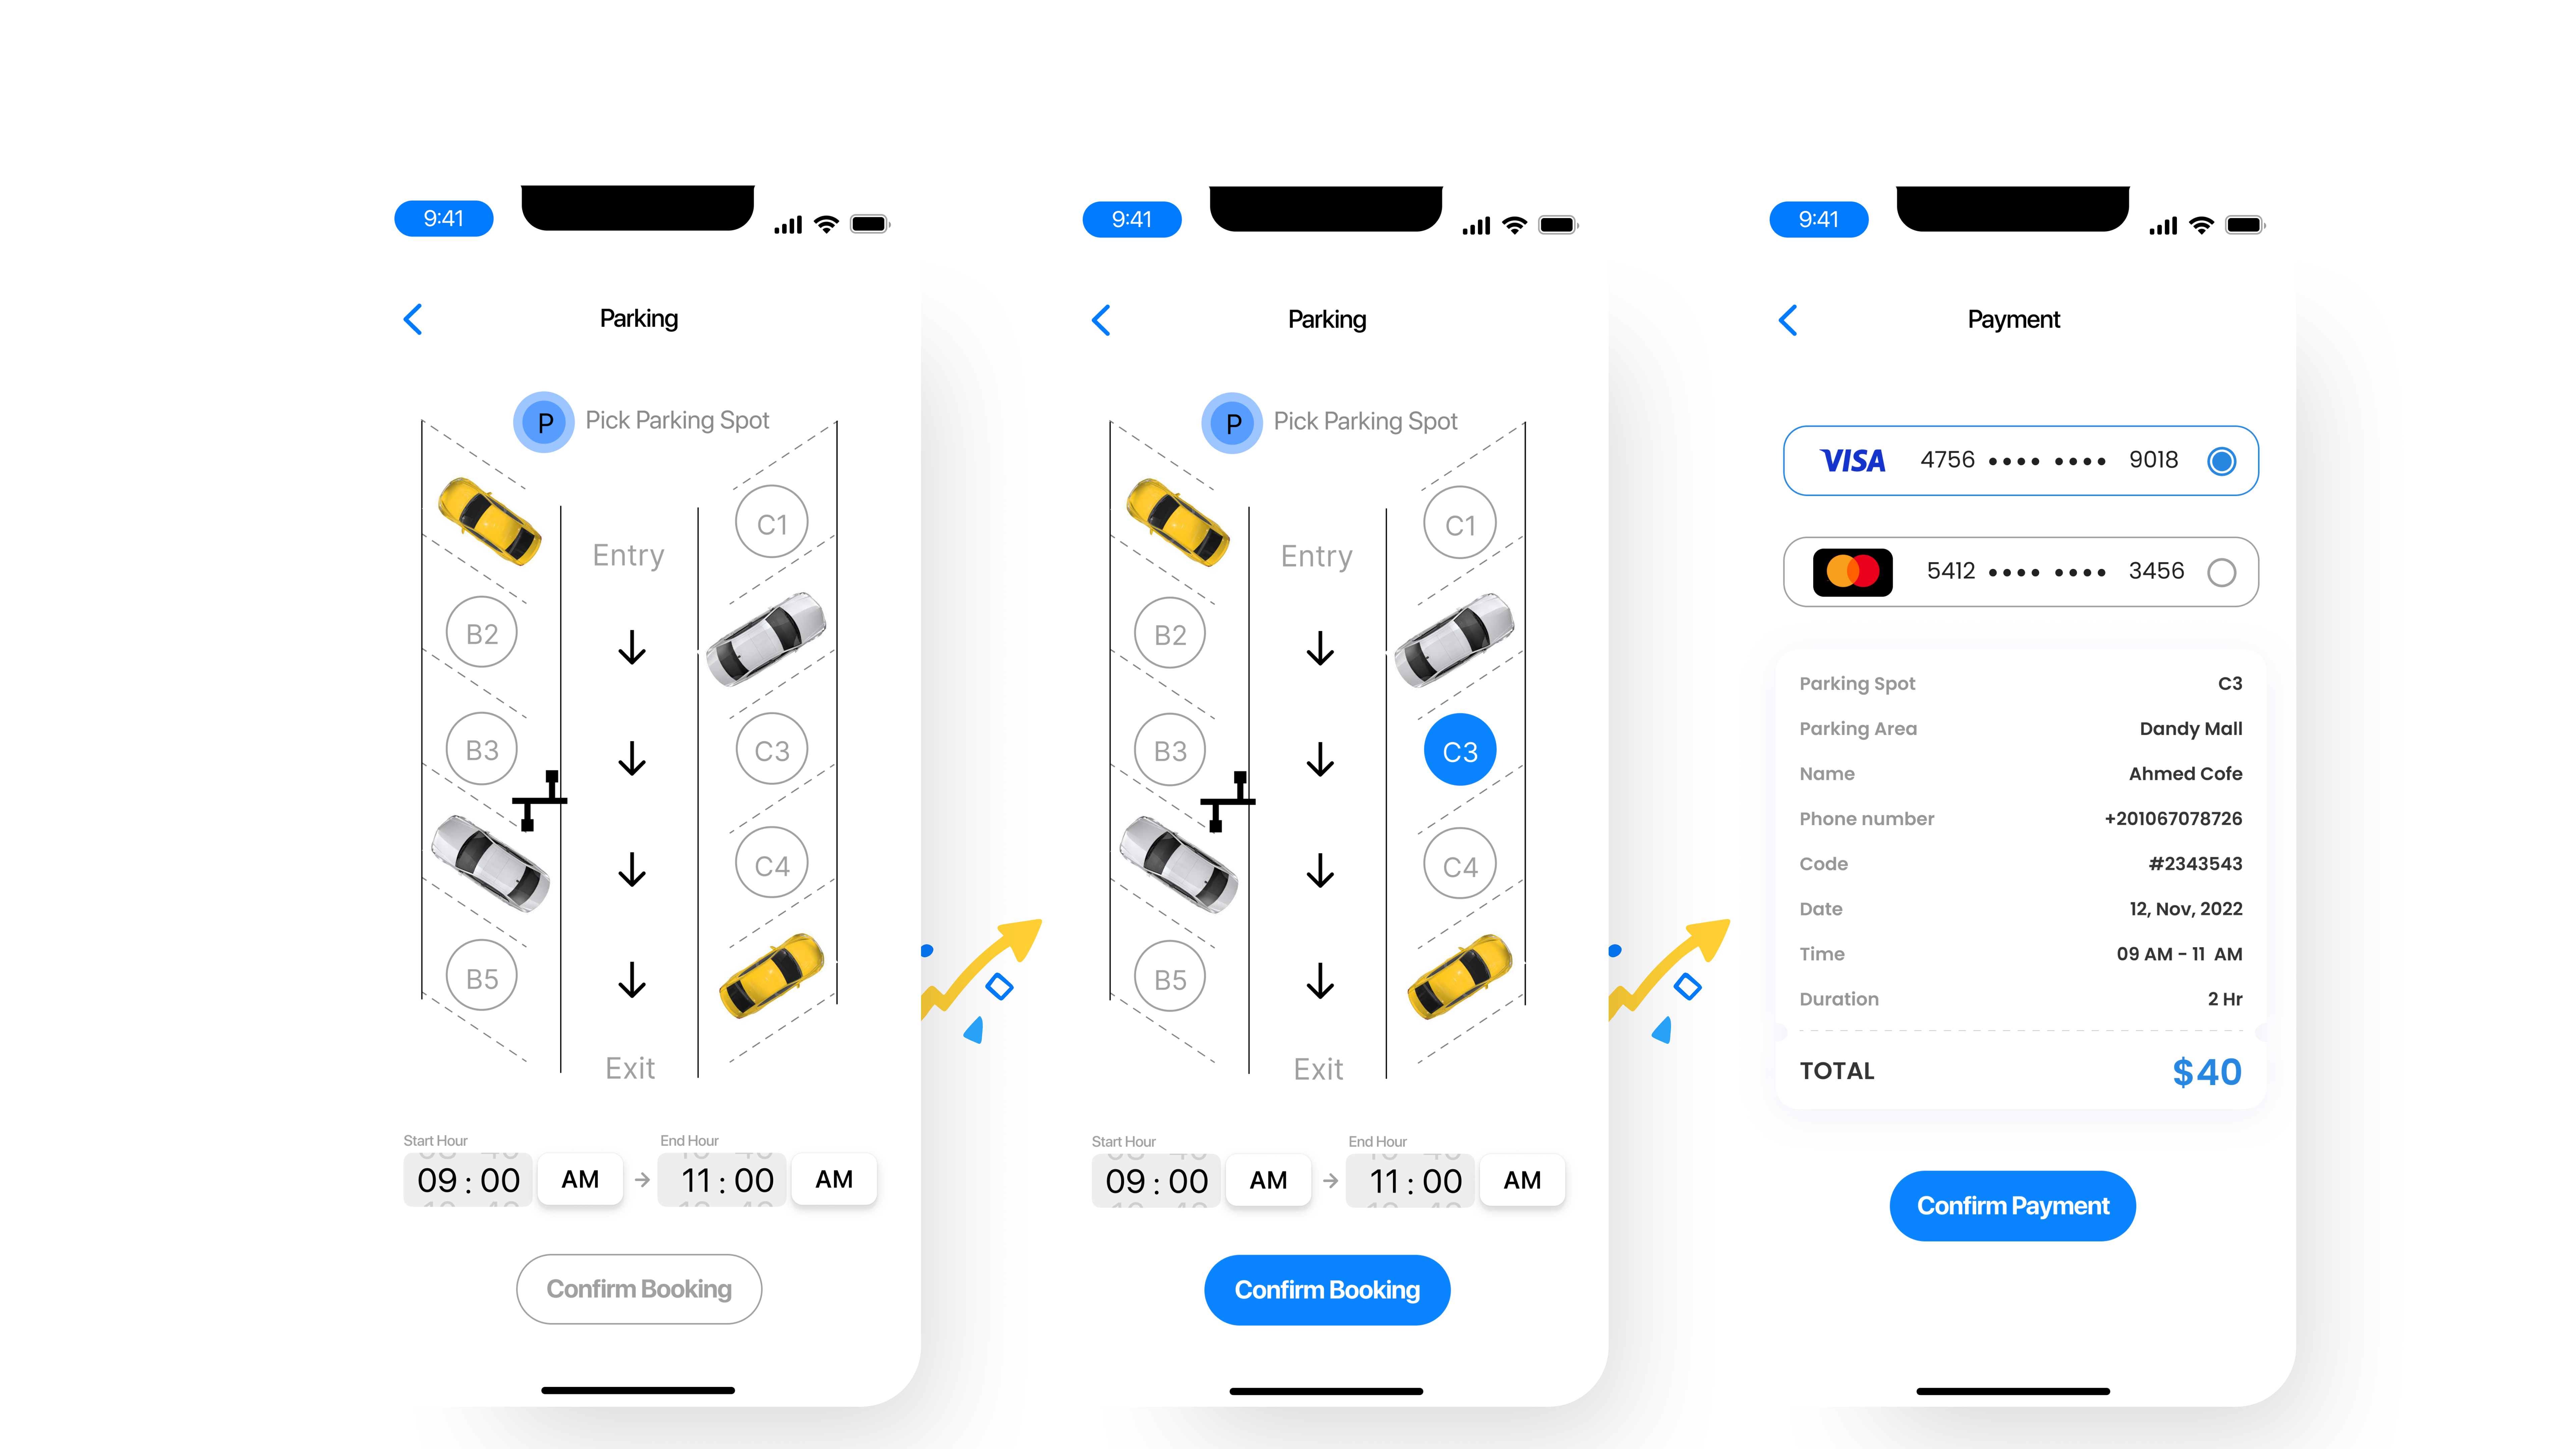 9:41
Parking
P Pick Parking Spot
C1
Entry
B2
B3
C3
C4
B5
Exit
Start Hour
End Hour
09 : 00 AM → 11 : 00 AM
Confirm Booking
9:41
Parking
P Pick Parking Spot
C1
Entry
B2
B3
C3
C4
B5
Exit
Start Hour
End Hour
09 : 00 AM → 11 : 00 AM
Confirm Booking
9:41
Payment
VISA 4756 •••• •••• 9018
5412 •••• •••• 3456
Parking Spot C3
Parking Area Dandy Mall
Name Ahmed Cofe
Phone number +201067078726
Code #2343543
Date 12, Nov, 2022
Time 09 AM - 11 AM
Duration 2 Hr
TOTAL $40
Confirm Payment